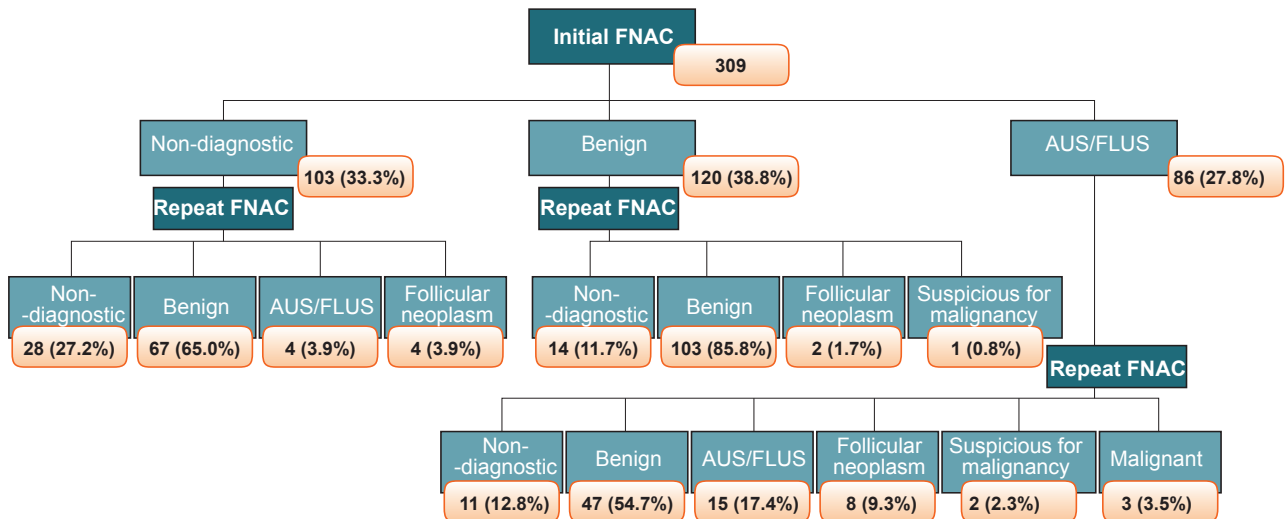 Initial FNAC
309
Non-diagnostic
103 (33.3%)
Benign
120 (38.8%)
AUS/FLUS
86 (27.8%)
Repeat FNAC
Repeat FNAC
Non-
-diagnostic
28 (27.2%)
Benign
67 (65.0%)
AUS/FLUS
4 (3.9%)
Follicular
neoplasm
4 (3.9%)
Non-
-diagnostic
14 (11.7%)
Benign
103 (85.8%)
Follicular
neoplasm
2 (1.7%)
Suspicious for
malignancy
1 (0.8%)
Repeat FNAC
Non-
-diagnostic
11 (12.8%)
Benign
47 (54.7%)
AUS/FLUS
15 (17.4%)
Follicular
neoplasm
8 (9.3%)
Suspicious for
malignancy
2 (2.3%)
Malignant
3 (3.5%)